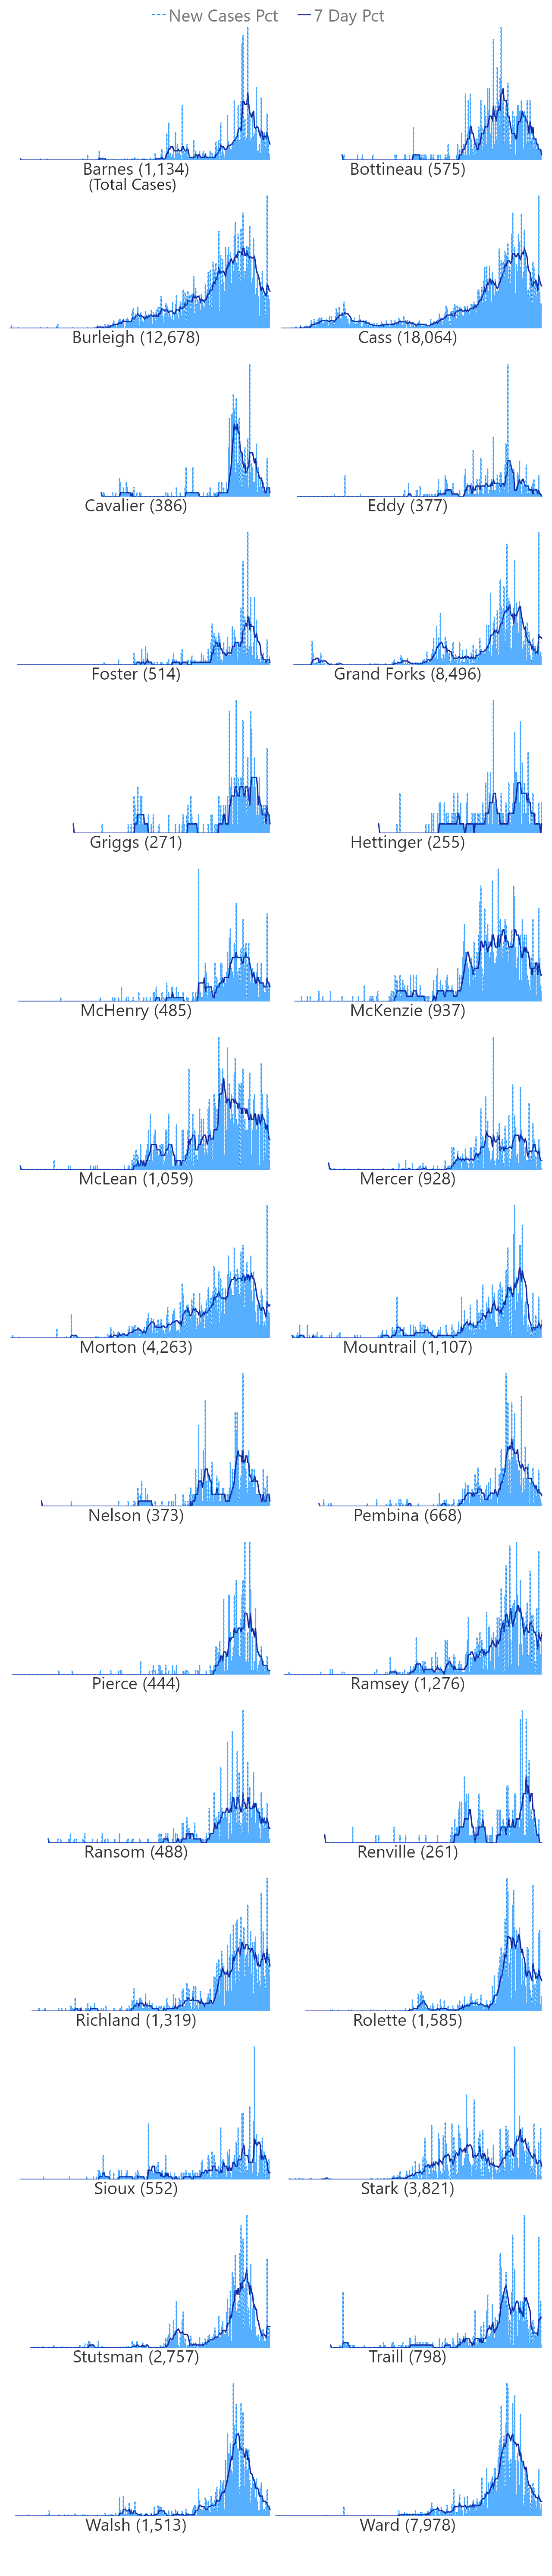 New Cases Pct 7 Day Pct
Barnes (1,134) Bottineau (575)
(Total Cases)
Burleigh (12,678) Cass (18,064)
Cavalier (386) Eddy (377)
Foster (514) Grand Forks (8,496)
Griggs (271) Hettinger (255)
McHenry (485) McKenzie (937)
McLean (1,059) Mercer (928)
Morton (4,263) Mountrail (1,107)
Nelson (373) Pembina (668)
Pierce (444) Ramsey (1,276)
Ransom (488) Renville (261)
Richland (1,319) Rolette (1,585)
Sioux (552) Stark (3,821)
Stutsman (2,757) Traill (798)
Walsh (1,513) Ward (7,978)